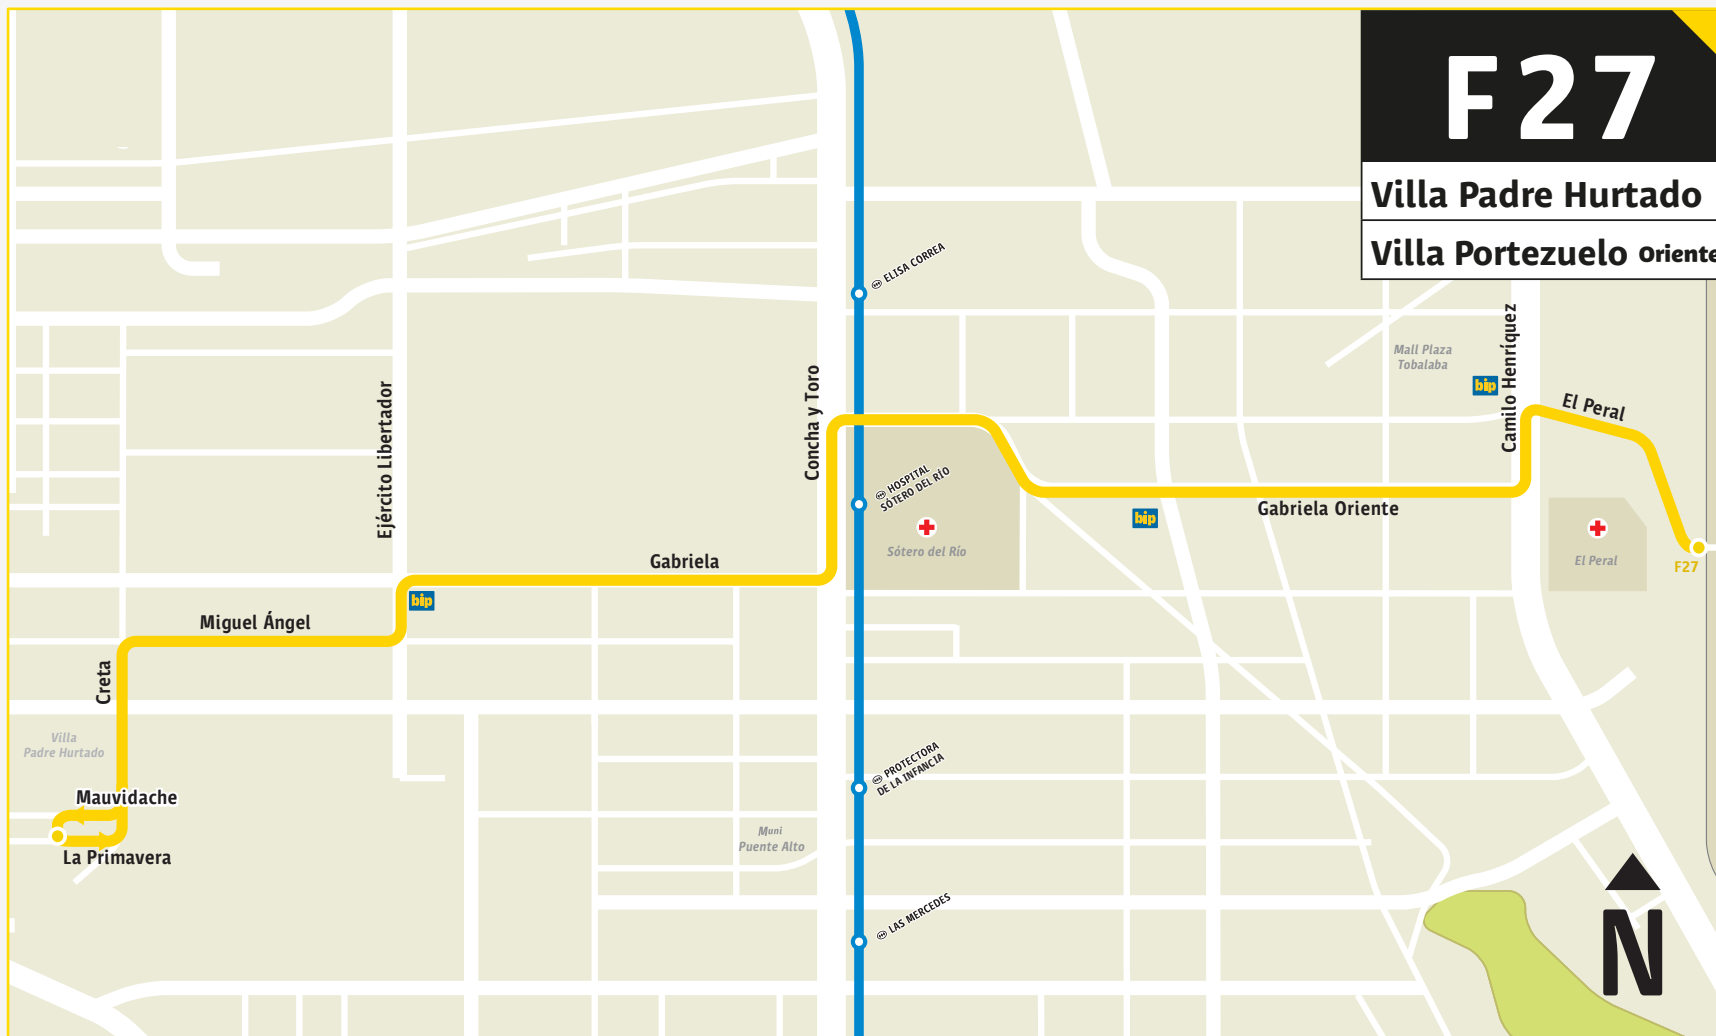 F27
Villa Padre Hurtado
Villa Portezuelo Oriente
ELISA CORREA
Mall Plaza
Tobalaba
bip
Camilo Henríquez
El Peral
Concha y Toro
Ejército Libertador
HOSPITAL
SÓTERO DEL RÍO
Gabriela Oriente
bip
Sótero del Río
El Peral
F27
Gabriela
bip
Miguel Ángel
Creta
Villa
Padre Hurtado
Mauvidache
La Primavera
PROTECTORA
DE LA INFANCIA
Muni
Puente Alto
LAS MERCEDES
N